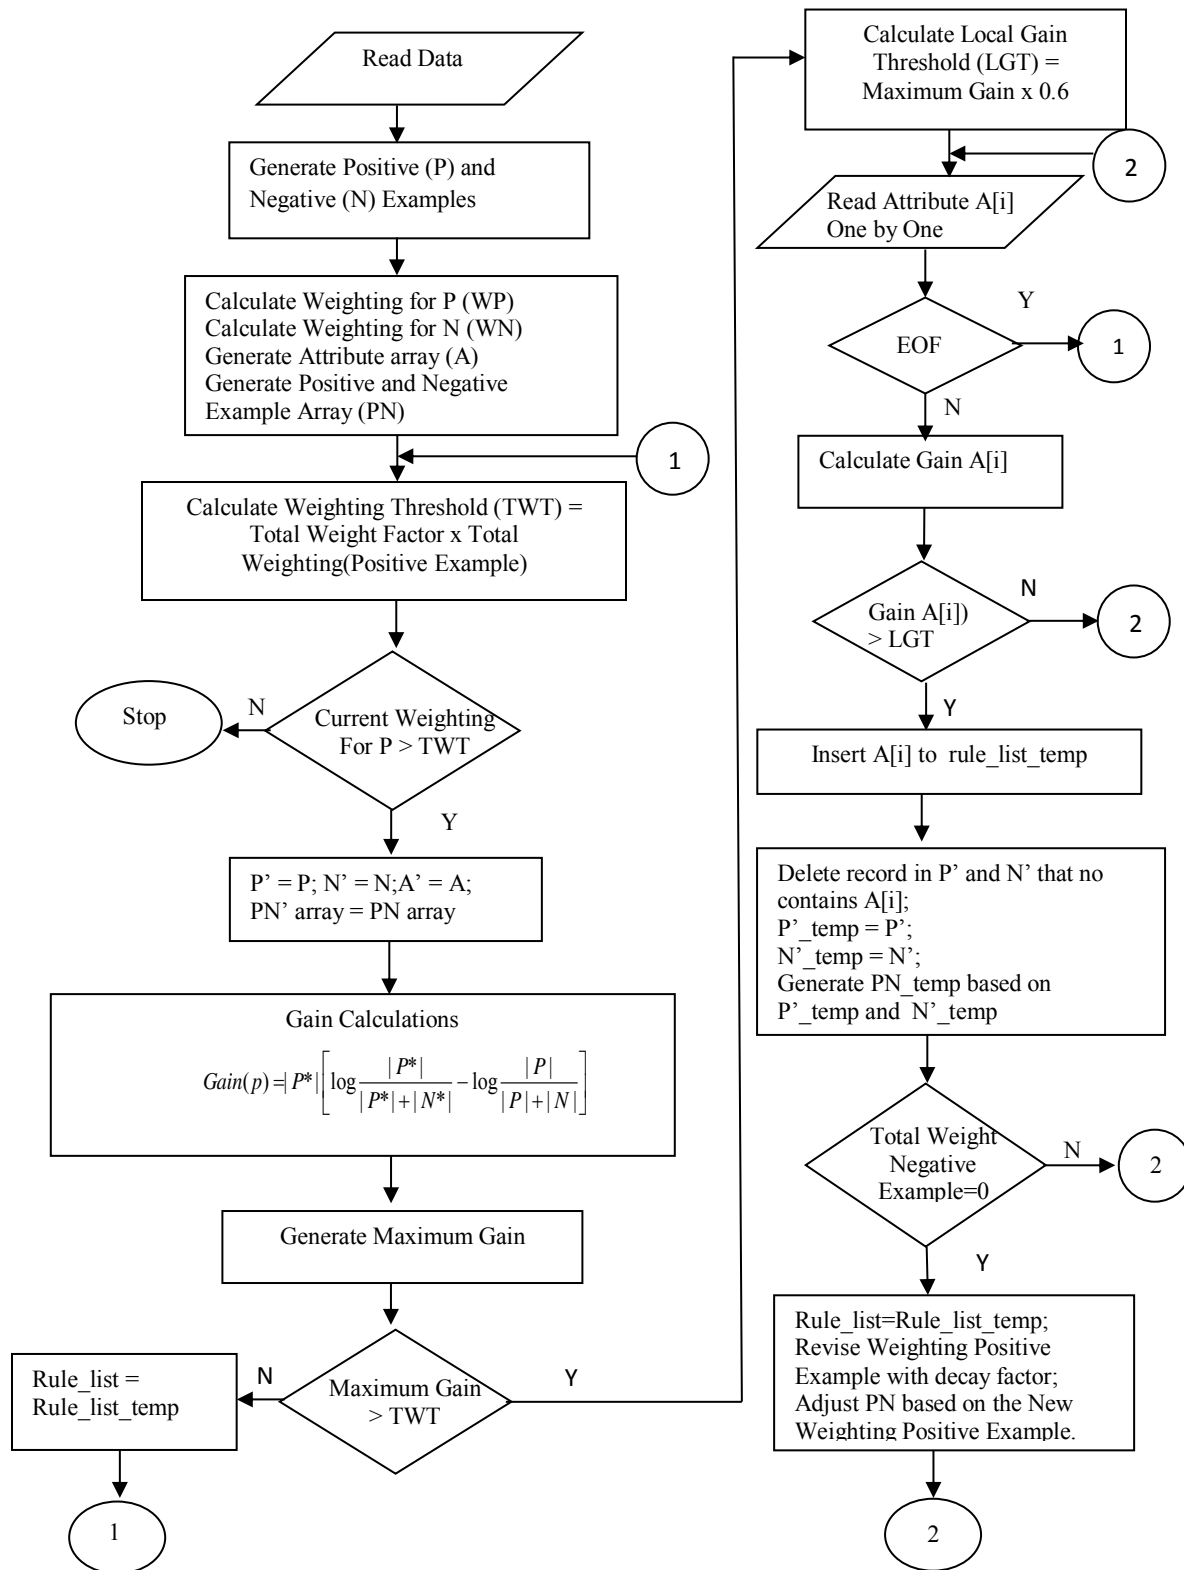 Read Data
Generate Positive (P) and
Negative (N) Examples
Calculate Weighting for P (WP)
Calculate Weighting for N (WN)
Generate Attribute array (A)
Generate Positive and Negative
Example Array (PN)
1
Calculate Weighting Threshold (TWT) =
Total Weight Factor x Total
Weighting(Positive Example)
Stop
N
Current Weighting
For P > TWT
Y
P’ = P; N’ = N;A’ = A;
PN’ array = PN array
Gain Calculations
Gain(p) =| P*| [ log | P*| / | P*| + | N*| − log | P | / | P | + | N | ]
Generate Maximum Gain
Rule_list =
Rule_list_temp
N
Maximum Gain
> TWT
Y
1
Calculate Local Gain
Threshold (LGT) =
Maximum Gain x 0.6
2
Read Attribute A[i]
One by One
Y
EOF
1
N
Calculate Gain A[i]
N
Gain A[i])
> LGT
2
Y
Insert A[i] to rule_list_temp
Delete record in P’ and N’ that no
contains A[i];
P’_temp = P’;
N’_temp = N’;
Generate PN_temp based on
P’_temp and N’_temp
Total Weight
Negative
Example=0
N
2
Y
Rule_list=Rule_list_temp;
Revise Weighting Positive
Example with decay factor;
Adjust PN based on the New
Weighting Positive Example.
2